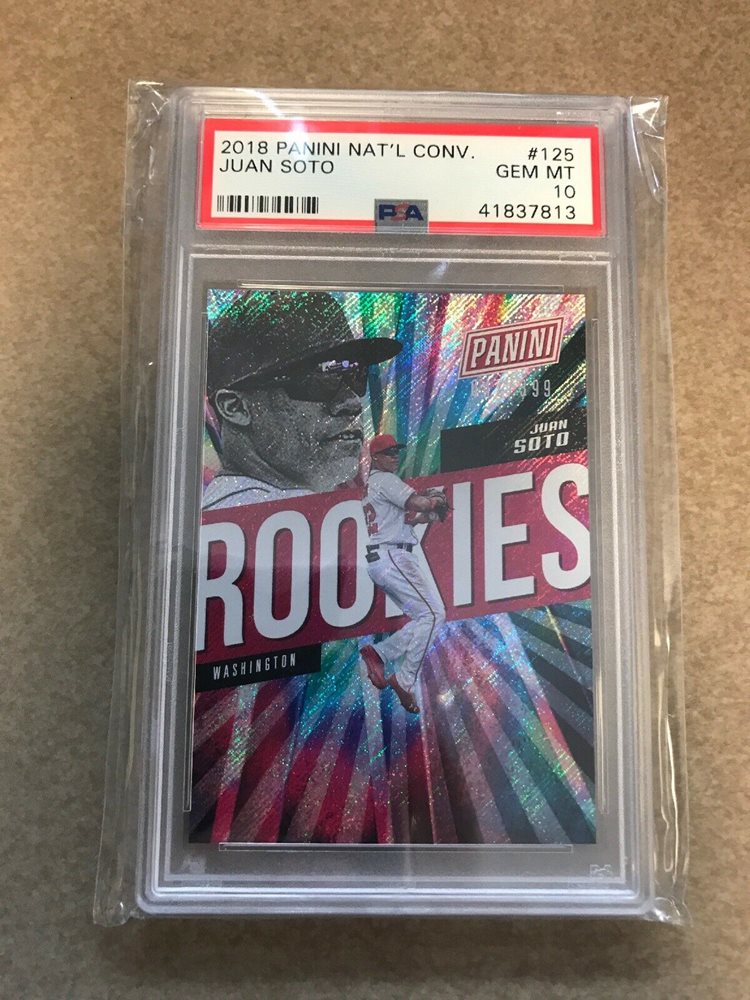 2018 PANINI NAT'L CONV. #125
JUAN SOTO GEM MT
10
PSA 41837813
PANINI
JUAN
SOTO
ROOKIES
WASHINGTON